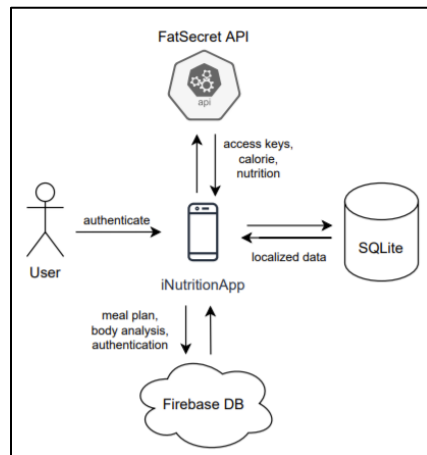 FatSecret API
api
access keys,
calorie,
nutrition
authenticate
User
iNutritionApp
SQLite
localized data
meal plan,
body analysis,
authentication
Firebase DB